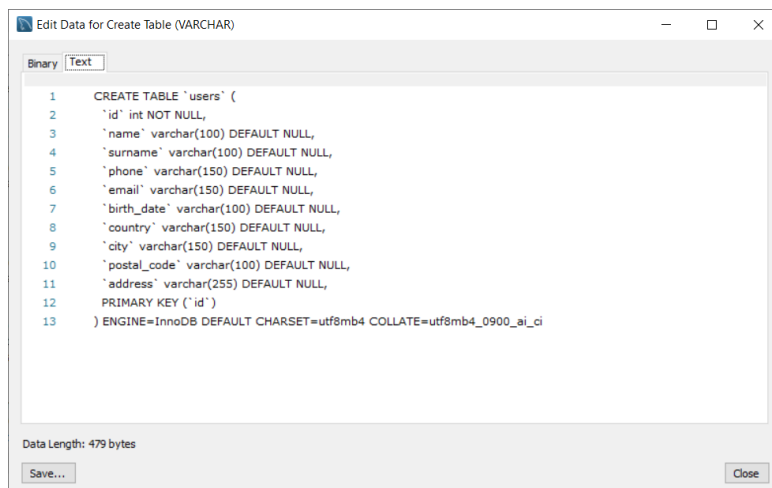 Edit Data for Create Table (VARCHAR)
Binary Text
1 CREATE TABLE `users` (
2 `id` int NOT NULL,
3 `name` varchar(100) DEFAULT NULL,
4 `surname` varchar(100) DEFAULT NULL,
5 `phone` varchar(150) DEFAULT NULL,
6 `email` varchar(150) DEFAULT NULL,
7 `birth_date` varchar(100) DEFAULT NULL,
8 `country` varchar(150) DEFAULT NULL,
9 `city` varchar(150) DEFAULT NULL,
10 `postal_code` varchar(100) DEFAULT NULL,
11 `address` varchar(255) DEFAULT NULL,
12 PRIMARY KEY (`id`)
13 ) ENGINE=InnoDB DEFAULT CHARSET=utf8mb4 COLLATE=utf8mb4_0900_ai_ci
Data Length: 479 bytes
Save... Close